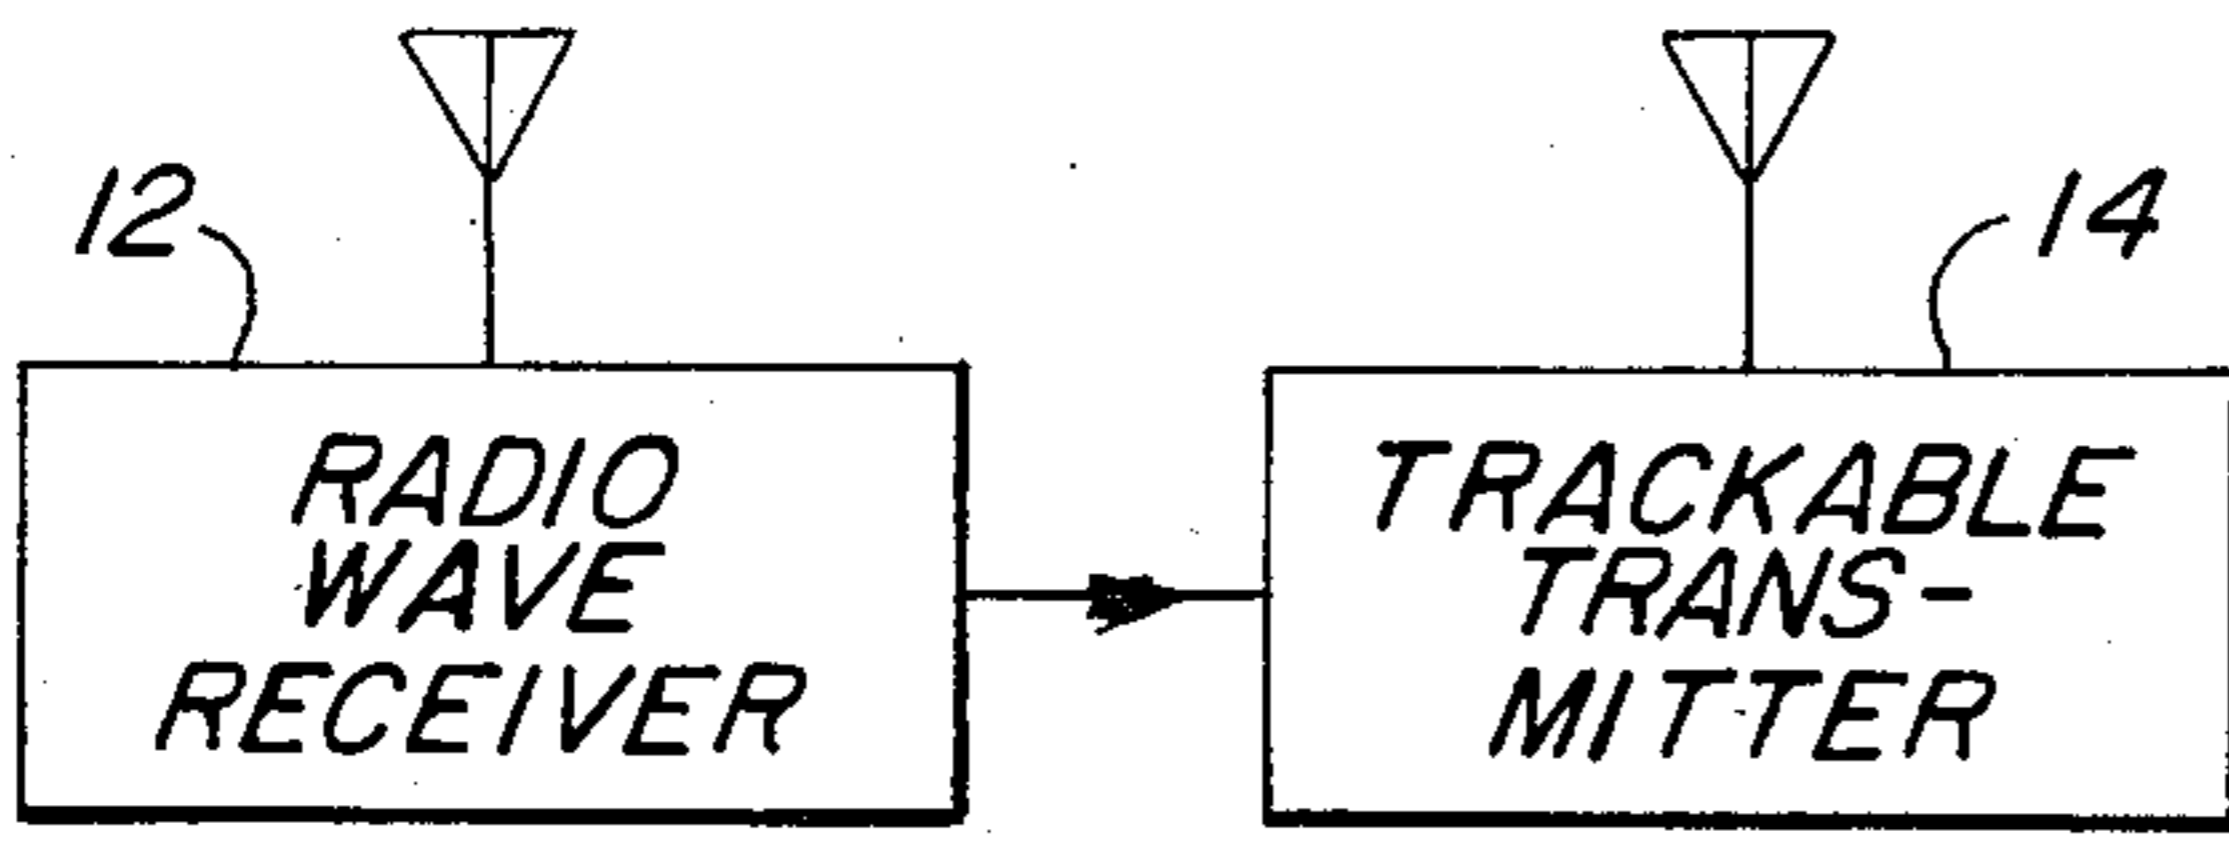 12
14
RADIO
WAVE
RECEIVER
TRACKABLE
TRANS-
MITTER